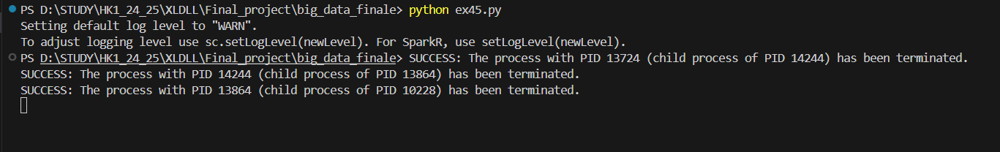 PS D:\STUDY\HK1_24_25\XLDLL\Final_project\big_data_finale> python ex45.py
Setting default log level to "WARN".
To adjust logging level use sc.setLogLevel(newLevel). For SparkR, use setLogLevel(newLevel).
PS D:\STUDY\HK1_24_25\XLDLL\Final_project\big_data_finale> SUCCESS: The process with PID 13724 (child process of PID 14244) has been terminated.
SUCCESS: The process with PID 14244 (child process of PID 13864) has been terminated.
SUCCESS: The process with PID 13864 (child process of PID 10228) has been terminated.